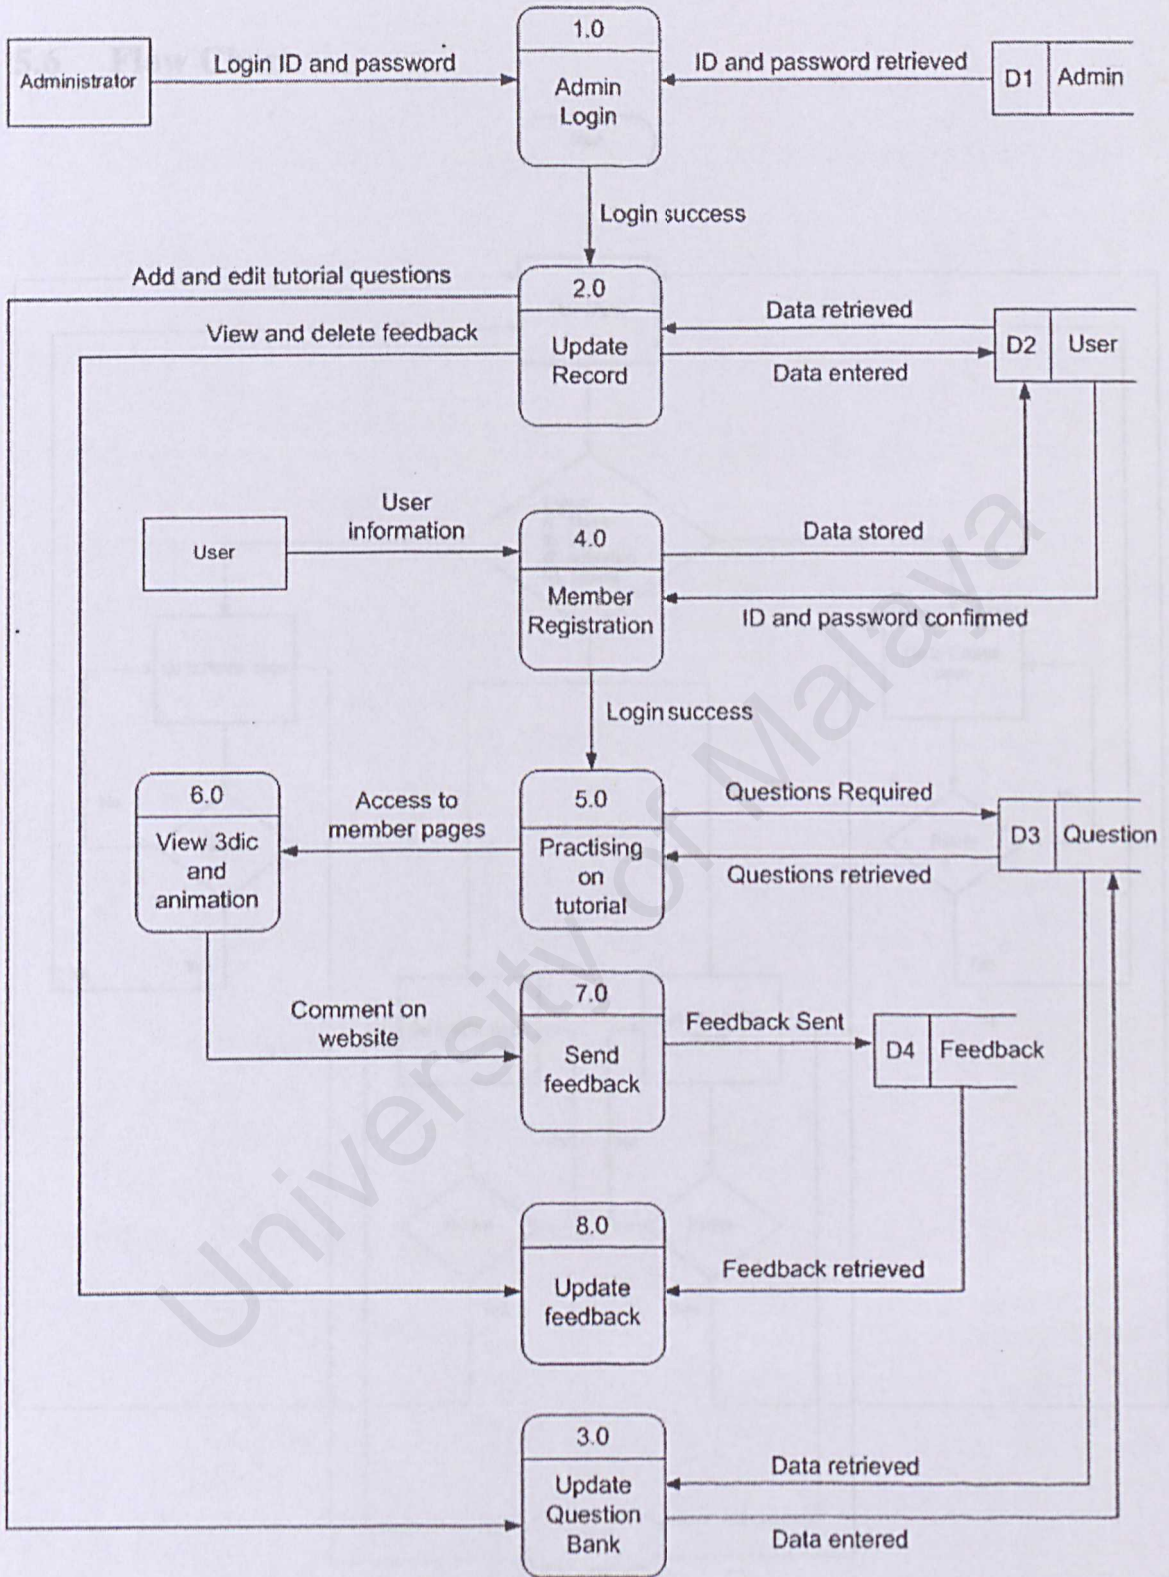 1.0
Administrator
Login ID and password
Admin
Login
ID and password retrieved
D1
Admin
Login success
Add and edit tutorial questions
View and delete feedback
2.0
Update
Record
Data retrieved
Data entered
D2
User
User
User
information
4.0
Member
Registration
Data stored
ID and password confirmed
Login success
6.0
View 3dic
and
animation
Access to
member pages
5.0
Practising
on
tutorial
Questions Required
Questions retrieved
D3
Question
Comment on
website
7.0
Send
feedback
Feedback Sent
D4
Feedback
8.0
Update
feedback
Feedback retrieved
3.0
Update
Question
Bank
Data retrieved
Data entered
University of Malaya